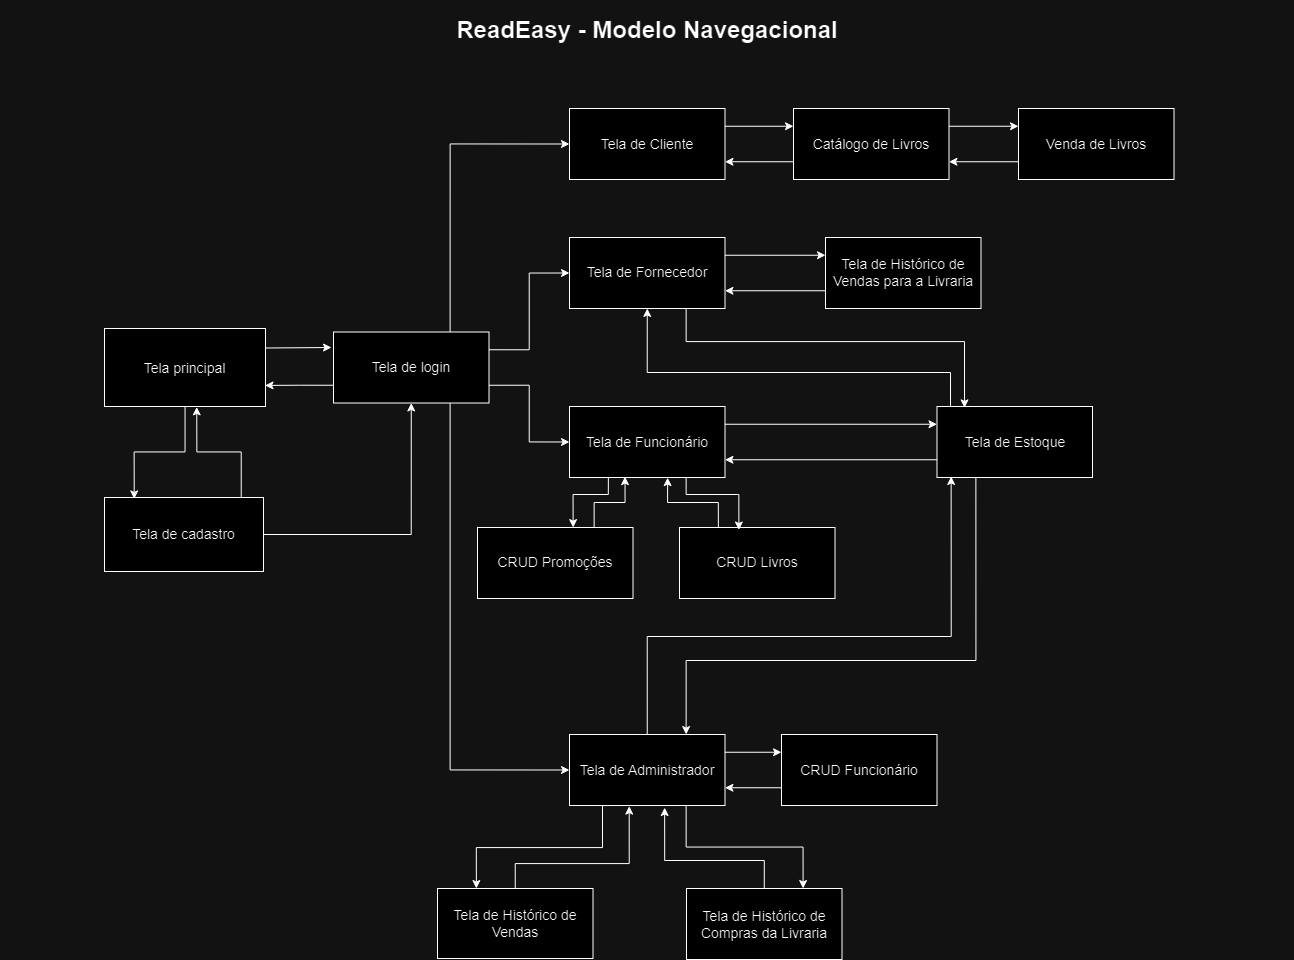 ReadEasy - Modelo Navegacional
Tela de Cliente
Catálogo de Livros
Venda de Livros
Tela de Fornecedor
Tela de Histórico de
Vendas para a Livraria
Tela principal
Tela de login
Tela de Funcionário
Tela de Estoque
Tela de cadastro
CRUD Promoções
CRUD Livros
Tela de Administrador
CRUD Funcionário
Tela de Histórico de
Vendas
Tela de Histórico de
Compras da Livraria